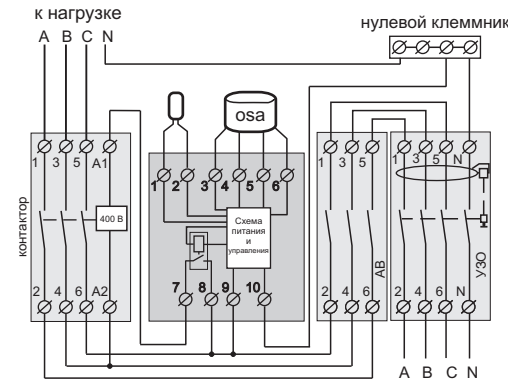 к нагрузке
A B C N
нулевой клеммник
osa
1 3 5 A1
1 2 3 4 5 6
1 3 5
1 3 5 N
контактор
400 В
Схема
питания
и
управления
АВ
УЗО
2 4 6 A2
7 8 9 10
2 4 6
2 4 6 N
A B C N